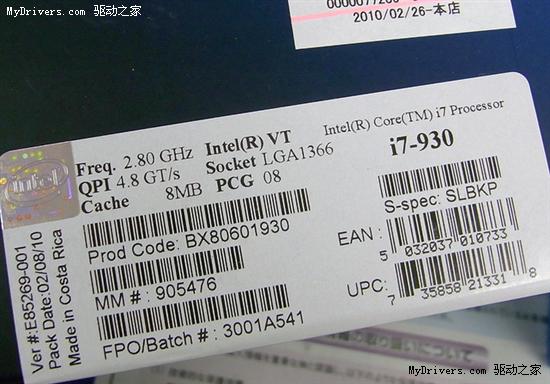 MyDrivers.com 驱动之家
2010/02/26-本店
Freq. 2.80 GHz Intel(R) VT Intel(R) Core(TM) i7 Processor
QPI 4.8 GT/s Socket LGA1366 i7-930
Cache 8MB PCG 08
intel
S-spec: SLBKP
Prod Code: BX80601930
EAN :
5 032037 010733
MM # : 905476
UPC:
7 35858 21331 8
FPO/Batch # : 3001A541
Ver #:E85269-001
Pack Date:02/08/10
Made in Costa Rica
MyDrivers.com 驱动之家